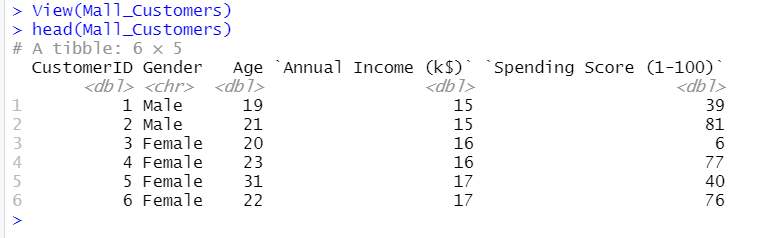 > View(Mall_Customers)
> head(Mall_Customers)
# A tibble: 6 × 5
  CustomerID Gender   Age `Annual Income (k$)` `Spending Score (1-100)`
       <dbl> <chr>  <dbl>                <dbl>                    <dbl>
1          1 Male      19                   15                       39
2          2 Male      21                   15                       81
3          3 Female    20                   16                        6
4          4 Female    23                   16                       77
5          5 Female    31                   17                       40
6          6 Female    22                   17                       76
>